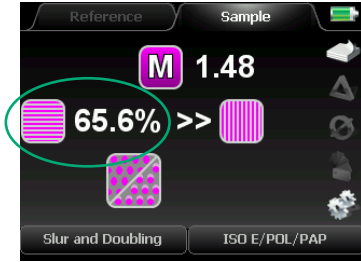 Reference Sample
M 1.48
65.6% >>
Slur and Doubling ISO E/POL/PAP